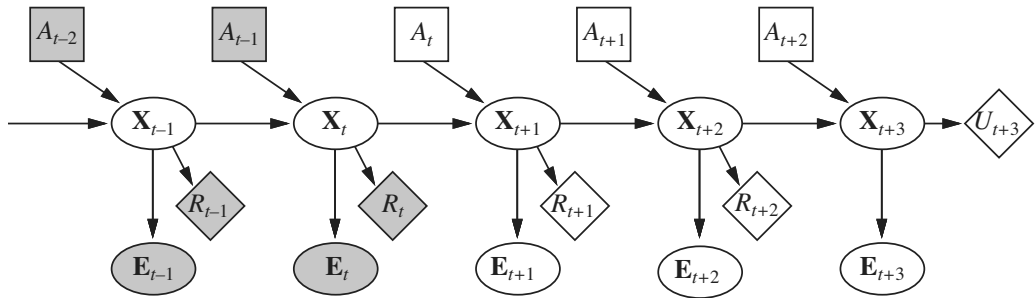 A_{t–2} A_{t–1} A_t A_{t+1} A_{t+2}
X_{t–1} X_t X_{t+1} X_{t+2} X_{t+3} U_{t+3}
R_{t–1} R_t R_{t+1} R_{t+2}
E_{t–1} E_t E_{t+1} E_{t+2} E_{t+3}